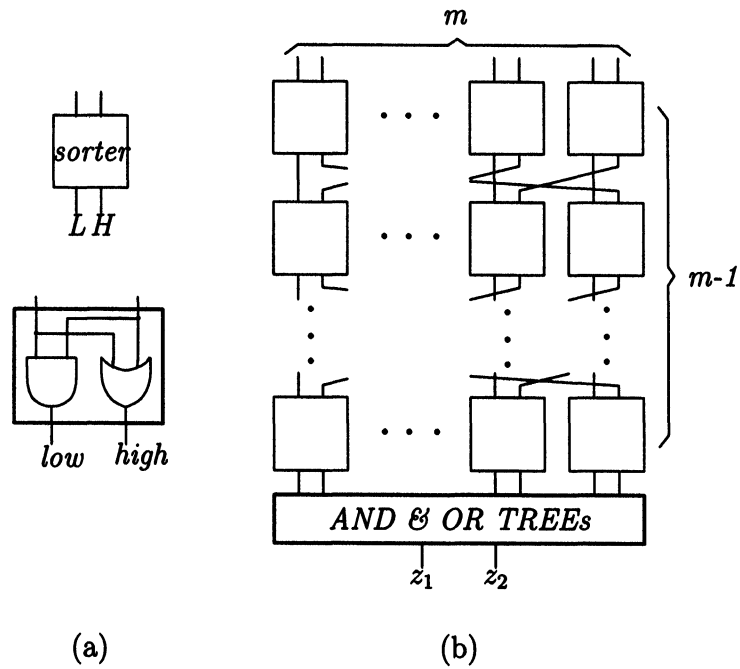 m
sorter
L H
m-1
low high
AND & OR TREEs
z1 z2
(a) (b)